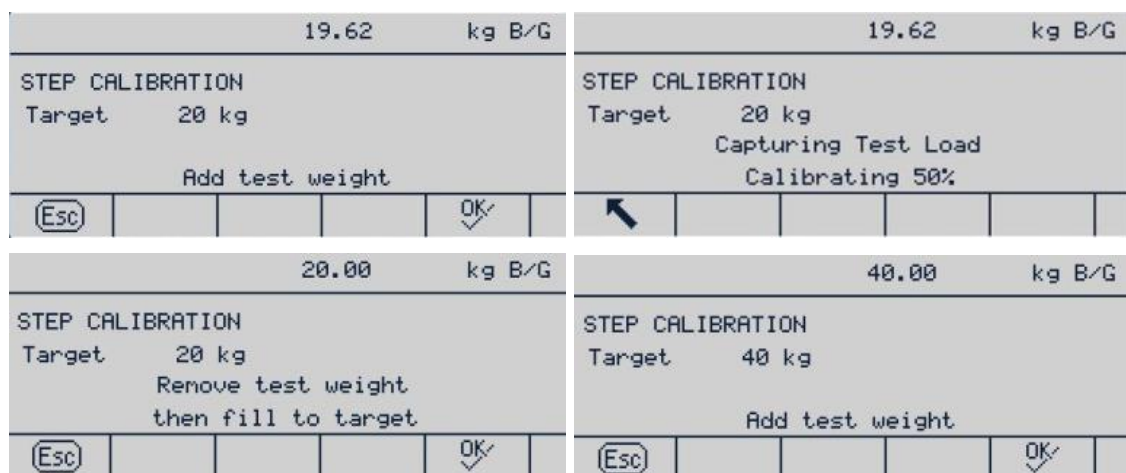 19.62 kg B/G
STEP CALIBRATION
Target 20 kg
Add test weight
Esc OK
19.62 kg B/G
STEP CALIBRATION
Target 20 kg
Capturing Test Load
Calibrating 50%
20.00 kg B/G
STEP CALIBRATION
Target 20 kg
Remove test weight
then fill to target
Esc OK
40.00 kg B/G
STEP CALIBRATION
Target 40 kg
Add test weight
Esc OK